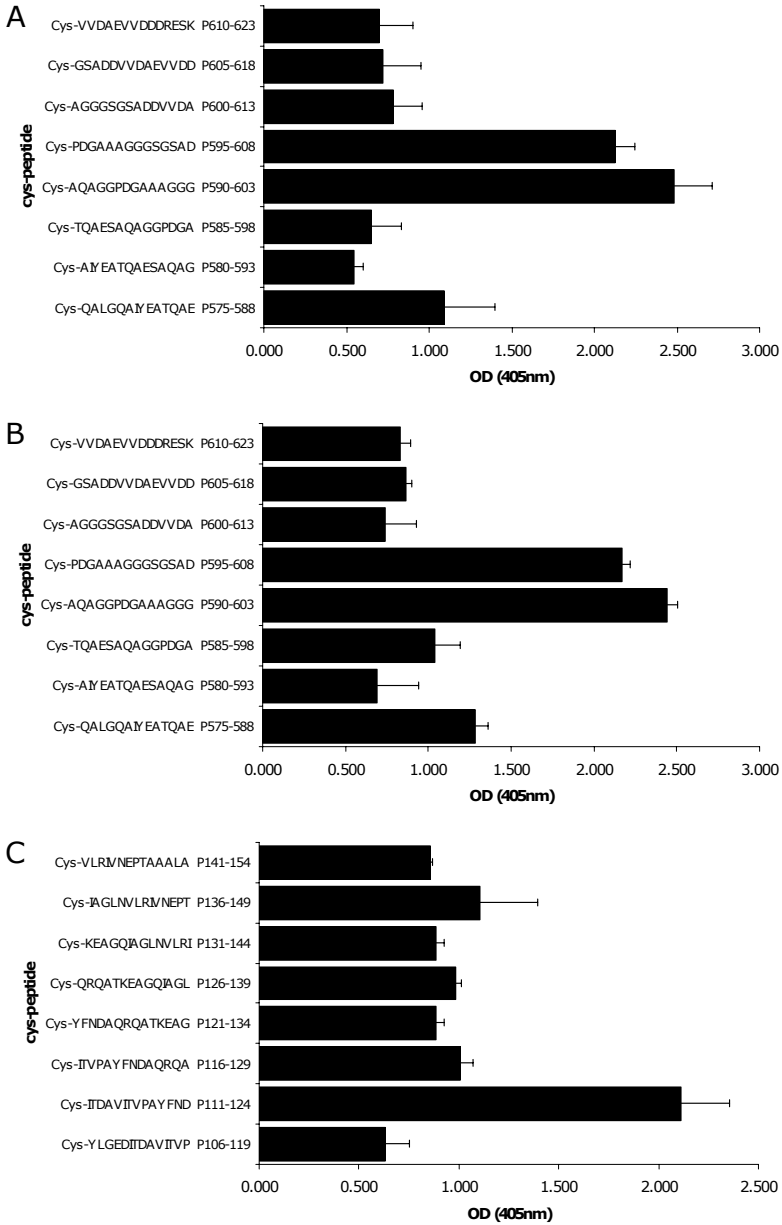 A
cys-peptide
Cys-VVDAEVVDDDRESK P610-623
Cys-GSADDVVDAEVVDD P605-618
Cys-AGGGSGSADDVVDA P600-613
Cys-PDGAAAGGGSGSAD P595-608
Cys-AQAGGPDGAAAGGG P590-603
Cys-TQAESAQAGGPDGA P585-598
Cys-AIYEATQAESAQAG P580-593
Cys-QALGQAIYEATQAE P575-588
0.000 0.500 1.000 1.500 2.000 2.500 3.000
OD (405nm)
B
cys-peptide
Cys-VVDAEVVDDDRESK P610-623
Cys-GSADDVVDAEVVDD P605-618
Cys-AGGGSGSADDVVDA P600-613
Cys-PDGAAAGGGSGSAD P595-608
Cys-AQAGGPDGAAAGGG P590-603
Cys-TQAESAQAGGPDGA P585-598
Cys-AIYEATQAESAQAG P580-593
Cys-QALGQAIYEATQAE P575-588
0.000 0.500 1.000 1.500 2.000 2.500 3.000
OD (405nm)
C
cys-peptide
Cys-VLRIVNEPTAAALA P141-154
Cys-IAGLNVLRIVNEPT P136-149
Cys-KEAGQIAGLNVLRI P131-144
Cys-QRQATKEAGQIAGL P126-139
Cys-YFNDAQRQATKEAG P121-134
Cys-ITVPAYFNDAQRQA P116-129
Cys-ITDAVITVPAYFND P111-124
Cys-YLGEDITDAVITVP P106-119
0.000 0.500 1.000 1.500 2.000 2.500
OD (405nm)